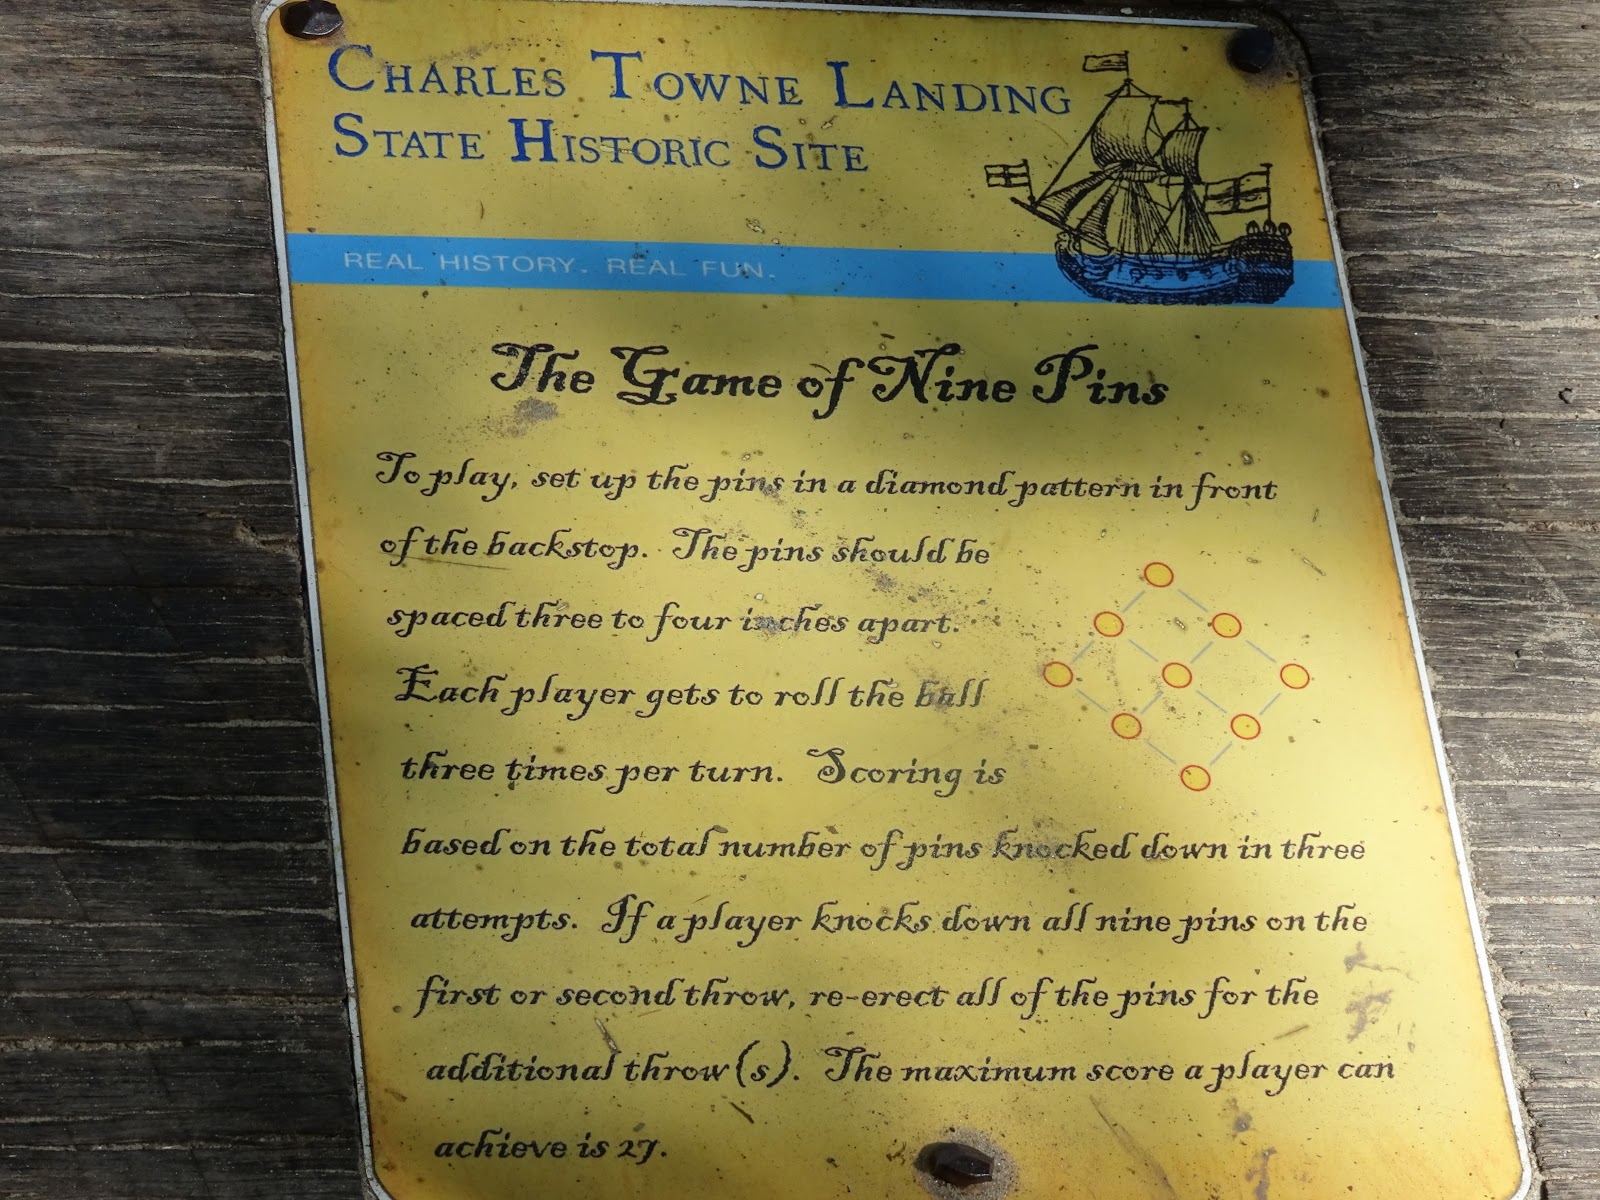 Charles Towne Landing
State Historic Site
REAL HISTORY. REAL FUN.
The Game of Nine Pins
To play, set up the pins in a diamond pattern in front
of the backstop. The pins should be
spaced three to four inches apart.
Each player gets to roll the ball
three times per turn. Scoring is
based on the total number of pins knocked down in three
attempts. If a player knocks down all nine pins on the
first or second throw, re-erect all of the pins for the
additional throw(s). The maximum score a player can
achieve is 27.